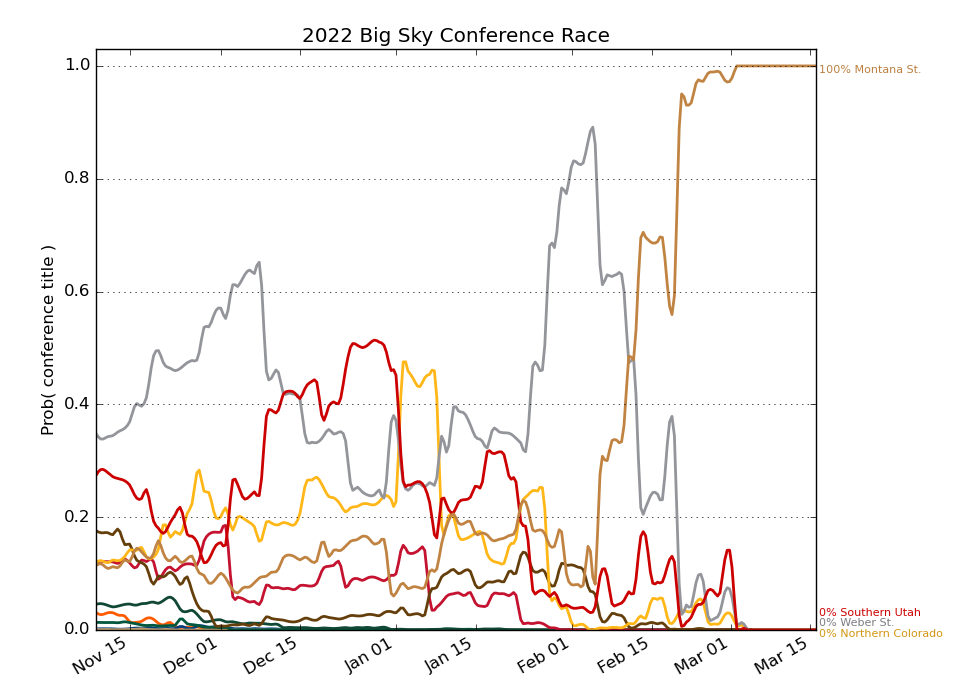 2022 Big Sky Conference Race
Prob( conference title )
1.0
0.8
0.6
0.4
0.2
0.0
Nov 15
Dec 01
Dec 15
Jan 01
Jan 15
Feb 01
Feb 15
Mar 01
Mar 15
100% Montana St.
0% Southern Utah
0% Weber St.
0% Northern Colorado